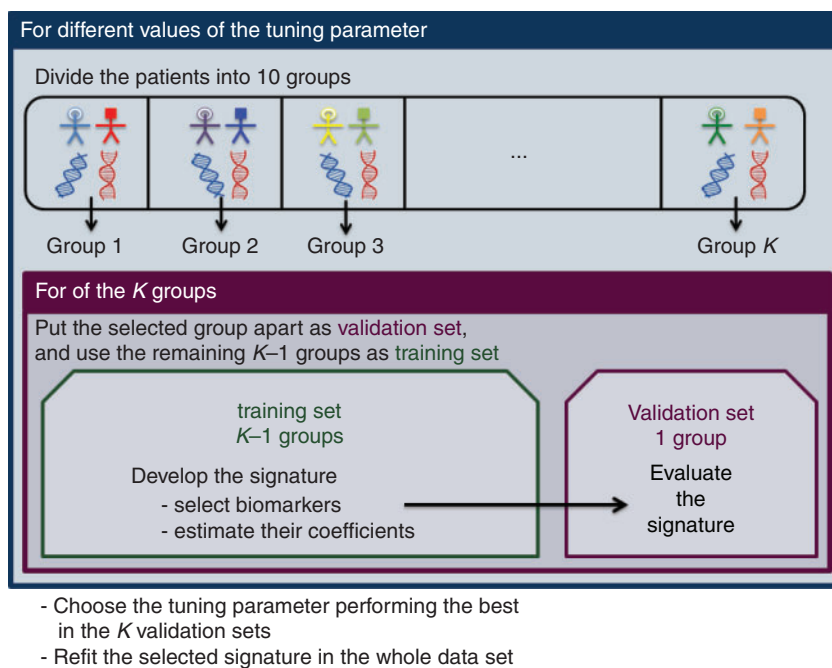 For different values of the tuning parameter
Divide the patients into 10 groups
...
Group 1
Group 2
Group 3
Group K
For of the K groups
Put the selected group apart as validation set,
and use the remaining K–1 groups as training set
training set
K–1 groups
Develop the signature
- select biomarkers
- estimate their coefficients
Validation set
1 group
Evaluate
the
signature
- Choose the tuning parameter performing the best
in the K validation sets
- Refit the selected signature in the whole data set